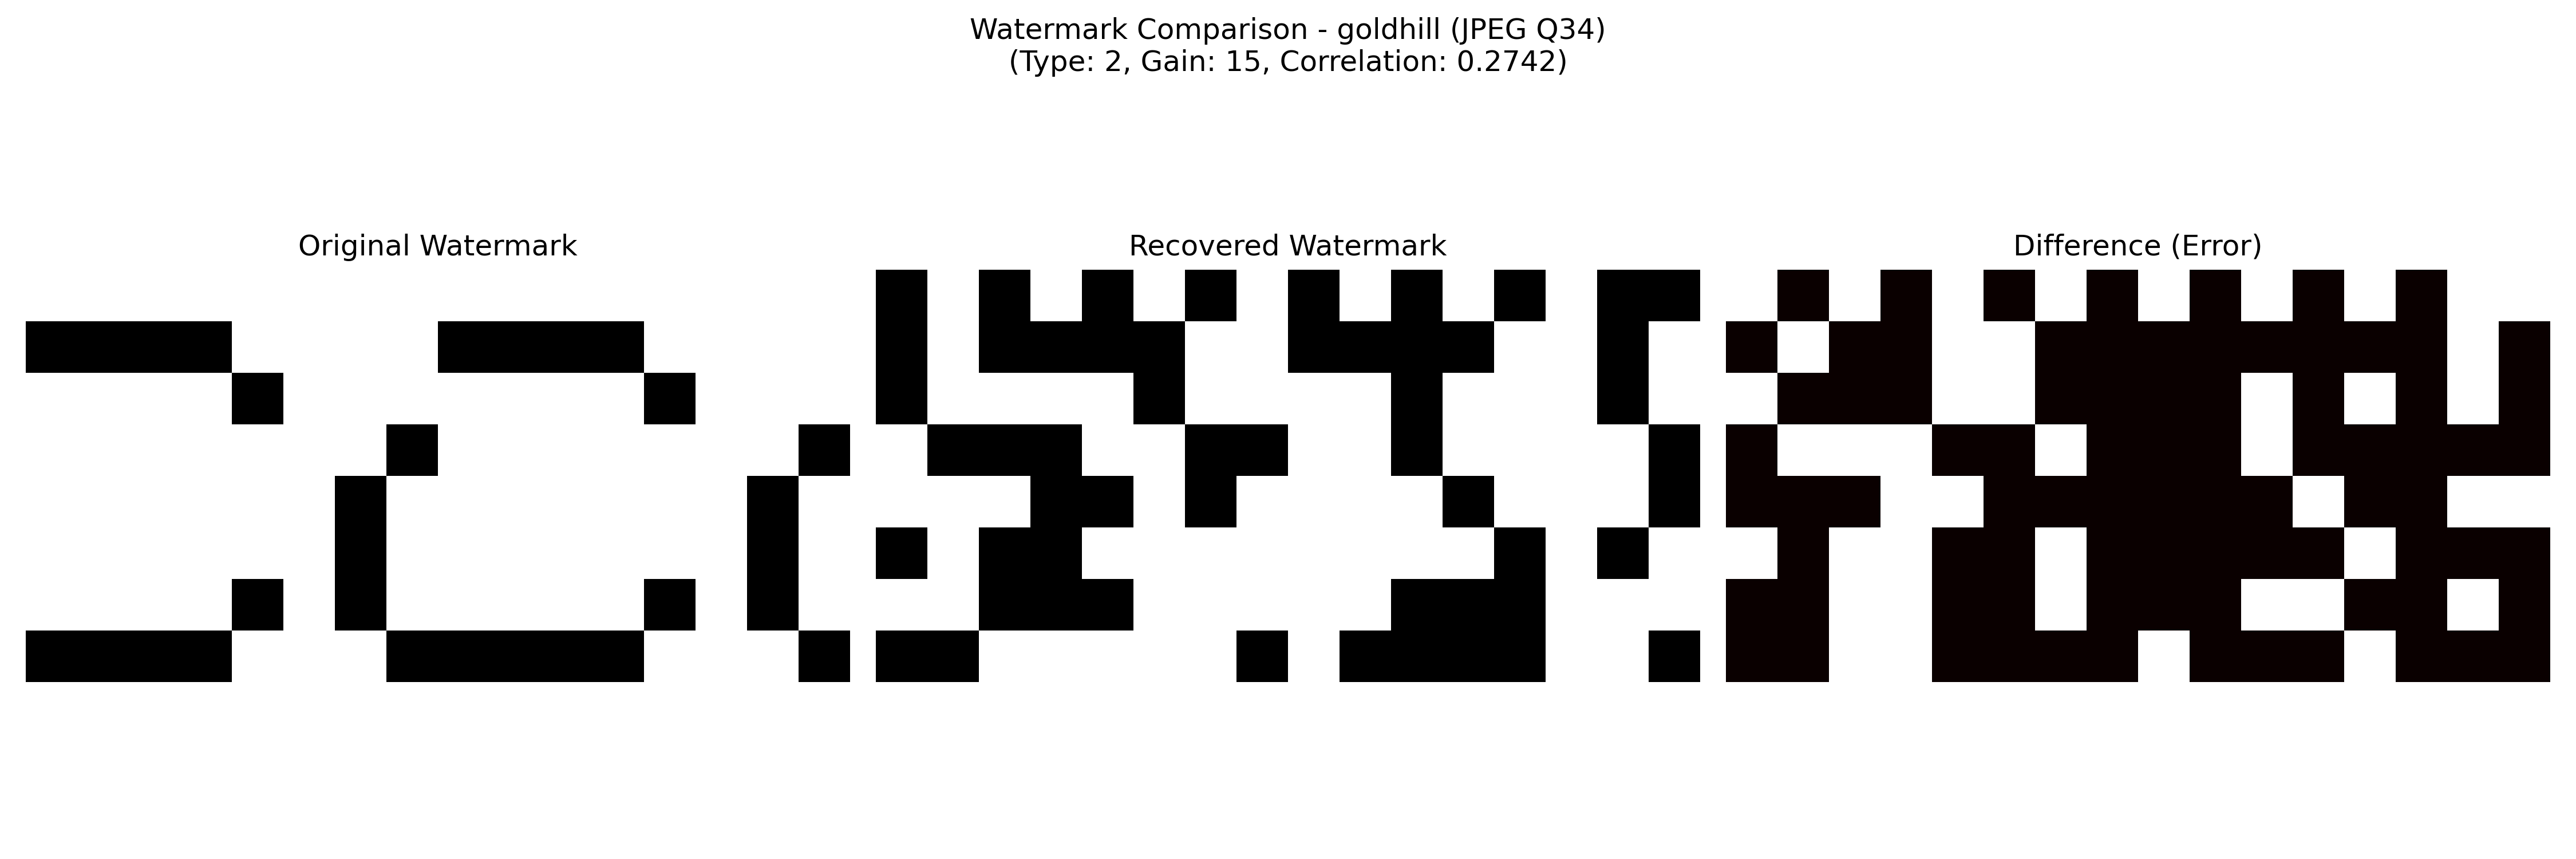 Watermark Comparison - goldhill (JPEG Q34)
(Type: 2, Gain: 15, Correlation: 0.2742)
Original Watermark
Recovered Watermark
Difference (Error)